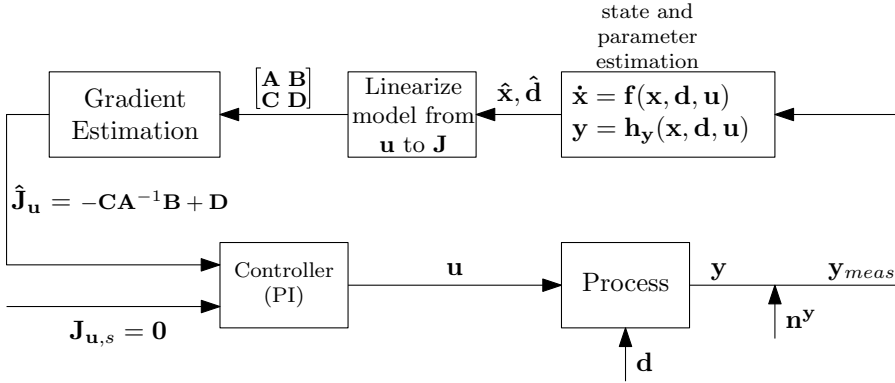 state and
parameter
estimation
Gradient
Estimation
[A B
C D]
Linearize
model from
u to J
x̂, d̂
ẋ = f(x, d, u)
y = h_y(x, d, u)
Ĵ_u = −CA⁻¹B + D
Controller
(PI)
u
Process
y
y_meas
J_{u,s} = 0
d
n^y